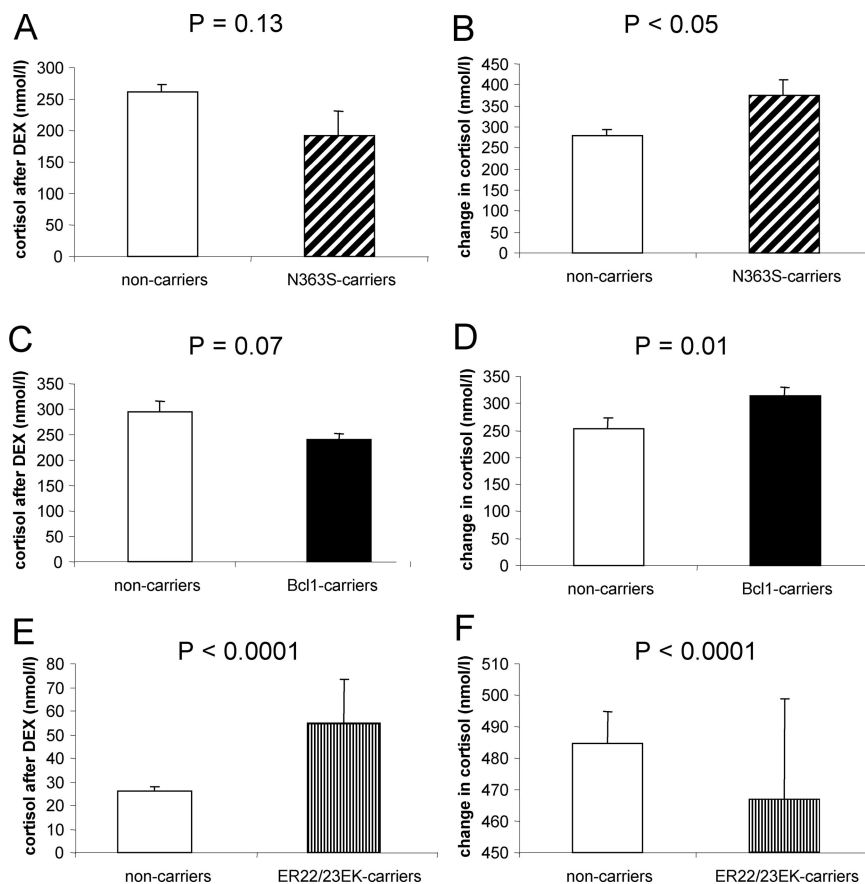 A
P = 0.13
cortisol after DEX (nmol/l)
300
250
200
150
100
50
0
non-carriers
N363S-carriers
B
P < 0.05
change in cortisol (nmol/l)
450
400
350
300
250
200
150
100
50
0
non-carriers
N363S-carriers
C
P = 0.07
cortisol after DEX (nmol/l)
350
300
250
200
150
100
50
0
non-carriers
Bcl1-carriers
D
P = 0.01
change in cortisol (nmol/l)
350
300
250
200
150
100
50
0
non-carriers
Bcl1-carriers
E
P < 0.0001
cortisol after DEX (nmol/l)
80
70
60
50
40
30
20
10
0
non-carriers
ER22/23EK-carriers
F
P < 0.0001
change in cortisol (nmol/l)
510
500
490
480
470
460
450
non-carriers
ER22/23EK-carriers